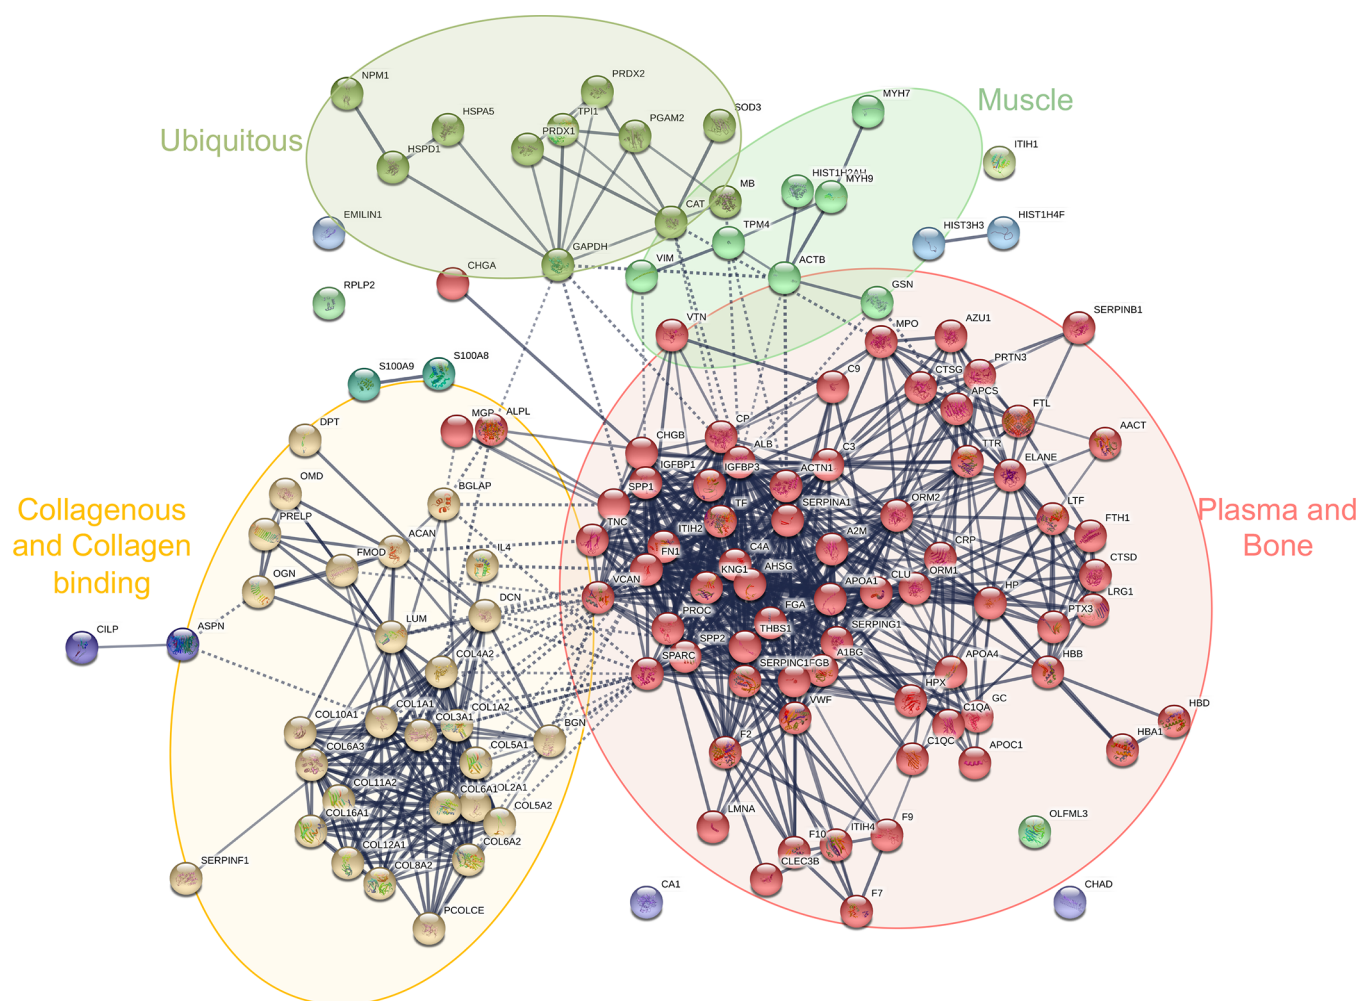 NPM1
PRDX2
MYH7
Muscle
HSPA5
TPI1
SOD3
PGAM2
Ubiquitous
PRDX1
HSPD1
ITIH1
HIST1H2AH
MYH9
MB
CAT
EMILIN1
HIST1H4F
HIST3H3
TPM4
GAPDH
VIM
ACTB
CHGA
RPLP2
GSN
VTN
MPO
AZU1
SERPINB1
S100A8
S100A9
C9
CTSG
PRTN3
APCS
MGP
ALPL
DPT
CP
FTL
CHGB
ALB
C3
TTR
AACT
ELANE
IGFBP1
IGFBP3
ACTN1
OMD
BGLAP
SPP1
TF
SERPINA1
ORM2
LTF
Collagenous
and Collagen
binding
Plasma and
Bone
PRELP
ACAN
TNC
ITIH2
A2M
FTH1
FMOD
IL4
FN1
C4A
CRP
CTSD
OGN
KNG1
AHSG
APOA1
CLU
ORM1
HP
LRG1
VCAN
DCN
PROC
FGA
PTX3
CILP
ASPN
LUM
SPP2
THBS1
SERPING1
COL4A2
SPARC
SERPINC1
FGB
A1BG
APOA4
HBB
COL1A1
COL1A2
COL3A1
HPX
GC
COL10A1
BGN
VWF
C1QA
HBD
COL6A3
COL5A1
F2
C1QC
APOC1
HBA1
COL11A2
COL6A1
OL2A1
COL16A1
COL5A2
LMNA
F9
OLFML3
COL12A1
COL6A2
F10
ITIH4
SERPINF1
COL8A2
CLEC3B
CA1
F7
CHAD
PCOLCE